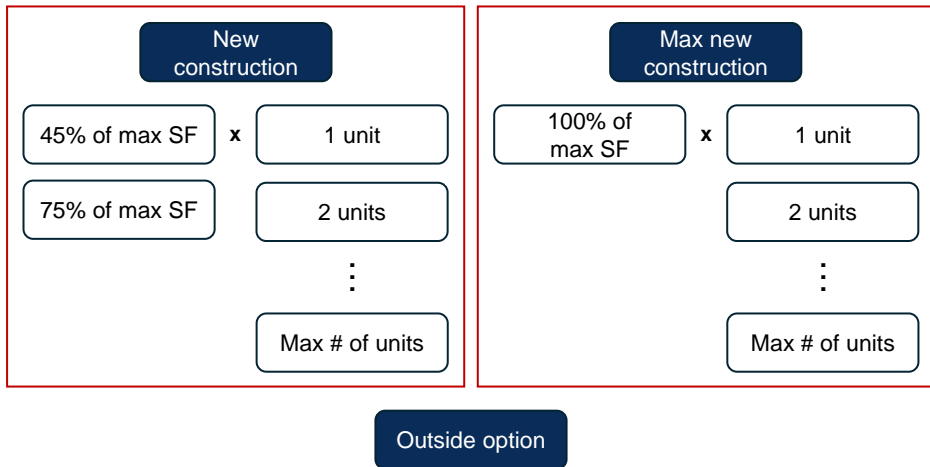 New
construction
45% of max SF
x
1 unit
75% of max SF
2 units
⋮
Max # of units
Max new
construction
100% of
max SF
x
1 unit
2 units
⋮
Max # of units
Outside option